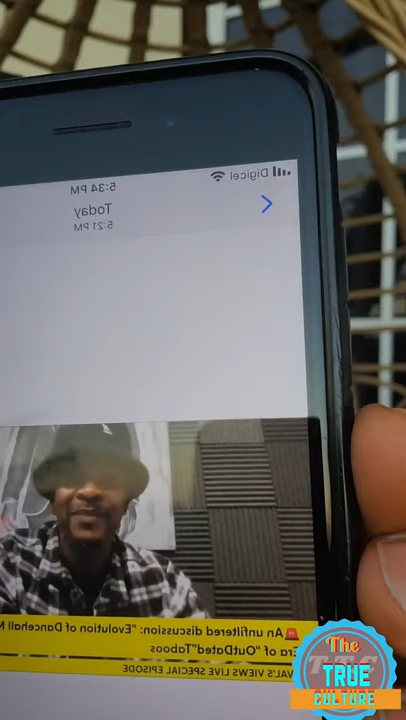 Digicel
5:34 PM
Today
5:21 PM
An unfiltered discussion: "Evolution of Dancehall
Era of "OutDated"Taboos
VAL'S VIEWS LIVE SPECIAL EPISODE
The
T.T.C
TRUE
CULTURE